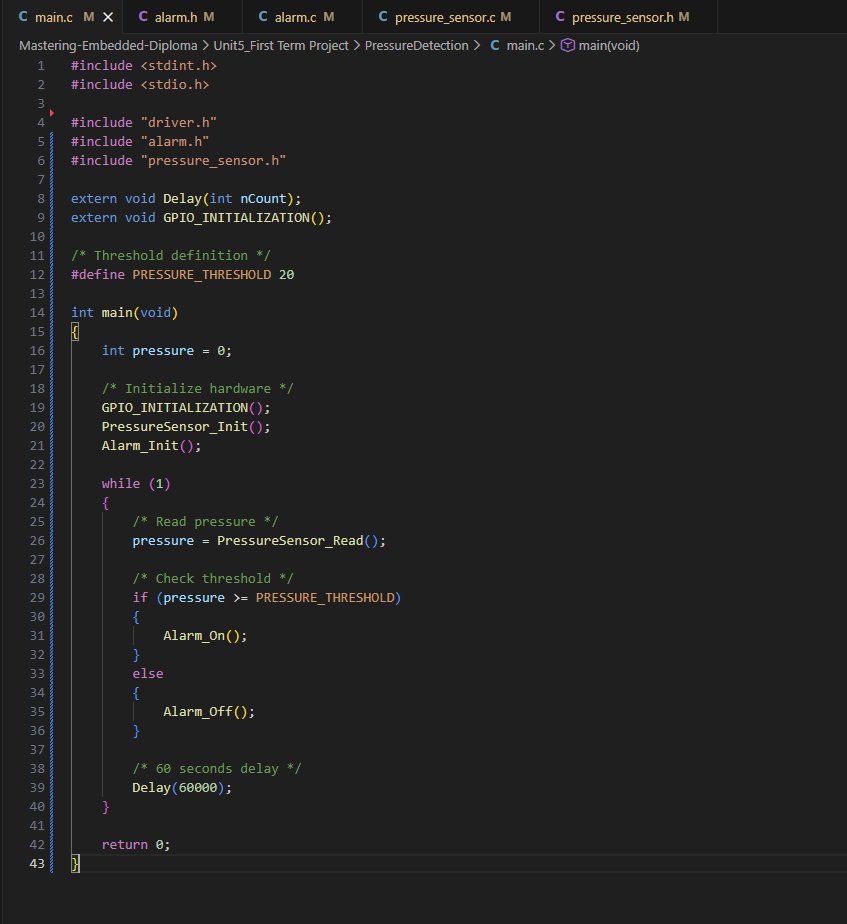 main.c M
alarm.h M
alarm.c M
pressure_sensor.c M
pressure_sensor.h M
Mastering-Embedded-Diploma > Unit5_First Term Project > PressureDetection > C main.c > main(void)
1 #include <stdint.h>
2 #include <stdio.h>
3
4 #include "driver.h"
5 #include "alarm.h"
6 #include "pressure_sensor.h"
7
8 extern void Delay(int nCount);
9 extern void GPIO_INITIALIZATION();
10
11 /* Threshold definition */
12 #define PRESSURE_THRESHOLD 20
13
14 int main(void)
15 {
16     int pressure = 0;
17
18     /* Initialize hardware */
19     GPIO_INITIALIZATION();
20     PressureSensor_Init();
21     Alarm_Init();
22
23     while (1)
24     {
25         /* Read pressure */
26         pressure = PressureSensor_Read();
27
28         /* Check threshold */
29         if (pressure >= PRESSURE_THRESHOLD)
30         {
31             Alarm_On();
32         }
33         else
34         {
35             Alarm_Off();
36         }
37
38         /* 60 seconds delay */
39         Delay(60000);
40     }
41
42     return 0;
43 }